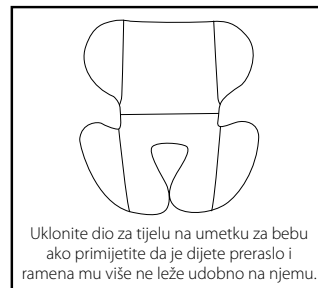 Uklonite dio za tijelu na umetku za bebu
ako primijetite da je dijete preraslo i
ramena mu više ne leže udobno na njemu.